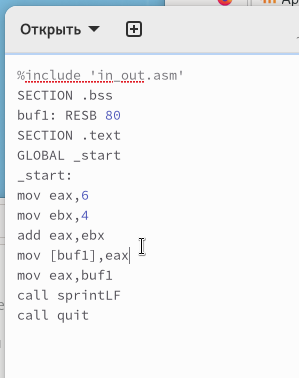 Открыть
%include 'in_out.asm'
SECTION .bss
buf1: RESB 80
SECTION .text
GLOBAL _start
_start:
mov eax,6
mov ebx,4
add eax,ebx
mov [buf1],eax
mov eax,buf1
call sprintLF
call quit